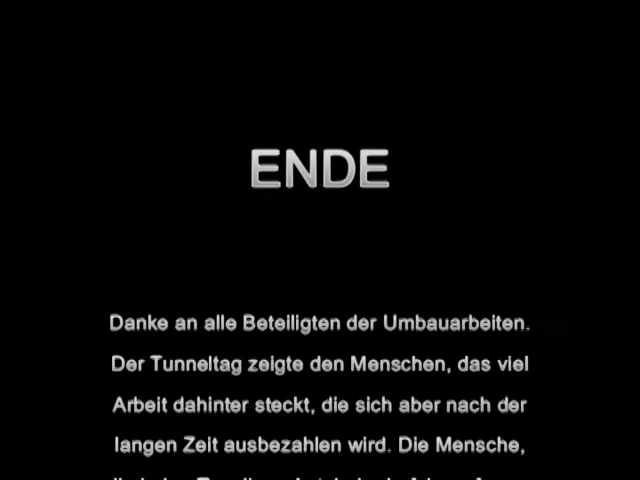 ENDE
Danke an alle Beteiligten der Umbauarbeiten.
Der Tunneltag zeigte den Menschen, das viel
Arbeit dahinter steckt, die sich aber nach der
langen Zeit ausbezahlen wird. Die Mensche,